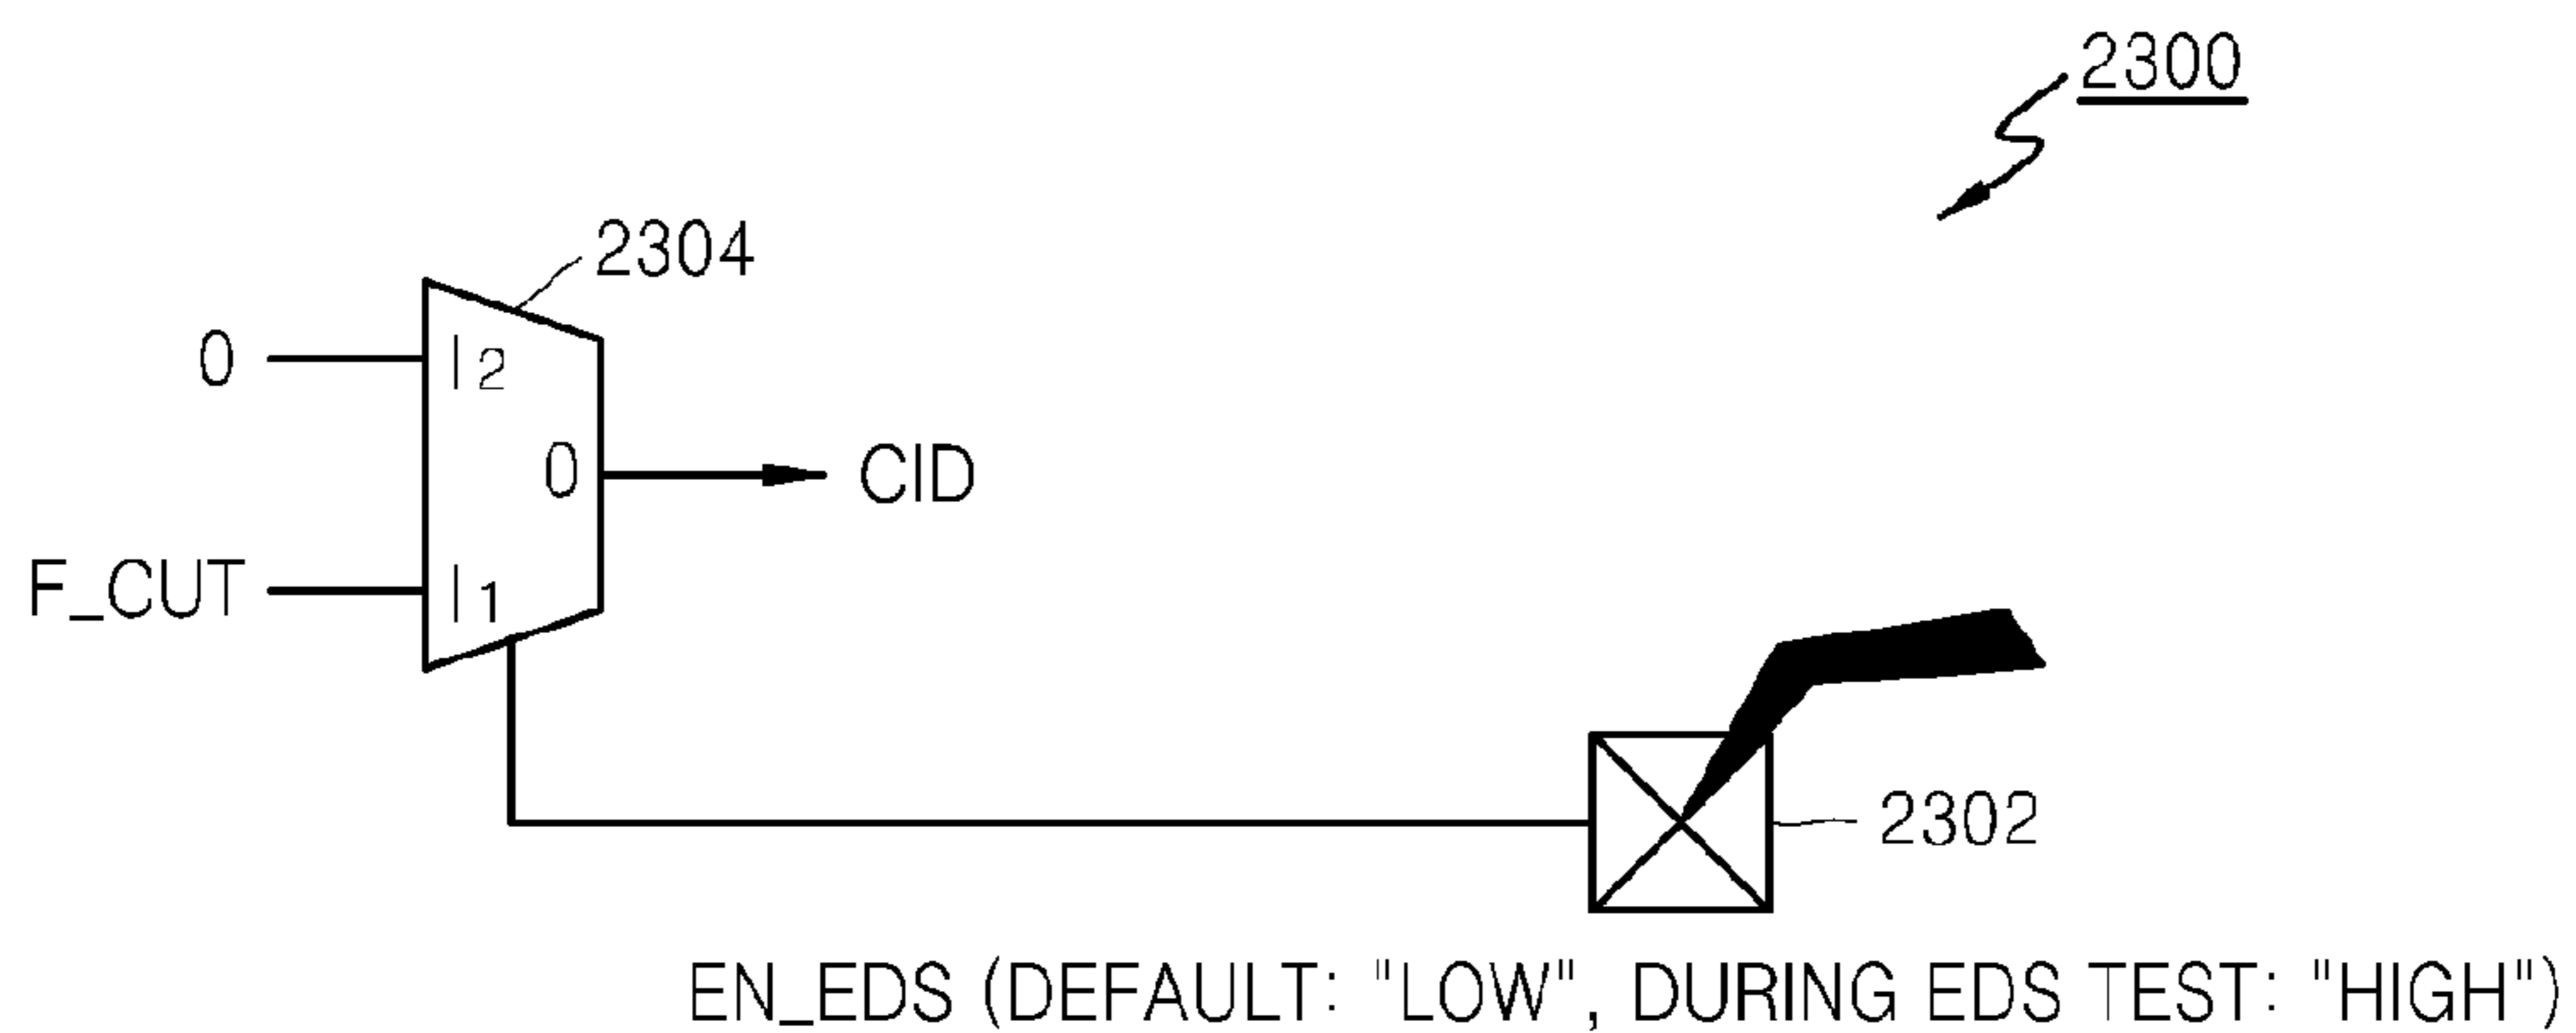 2300
2304
0
I2
0
CID
F_CUT
I1
2302
EN_EDS (DEFAULT: "LOW", DURING EDS TEST: "HIGH")